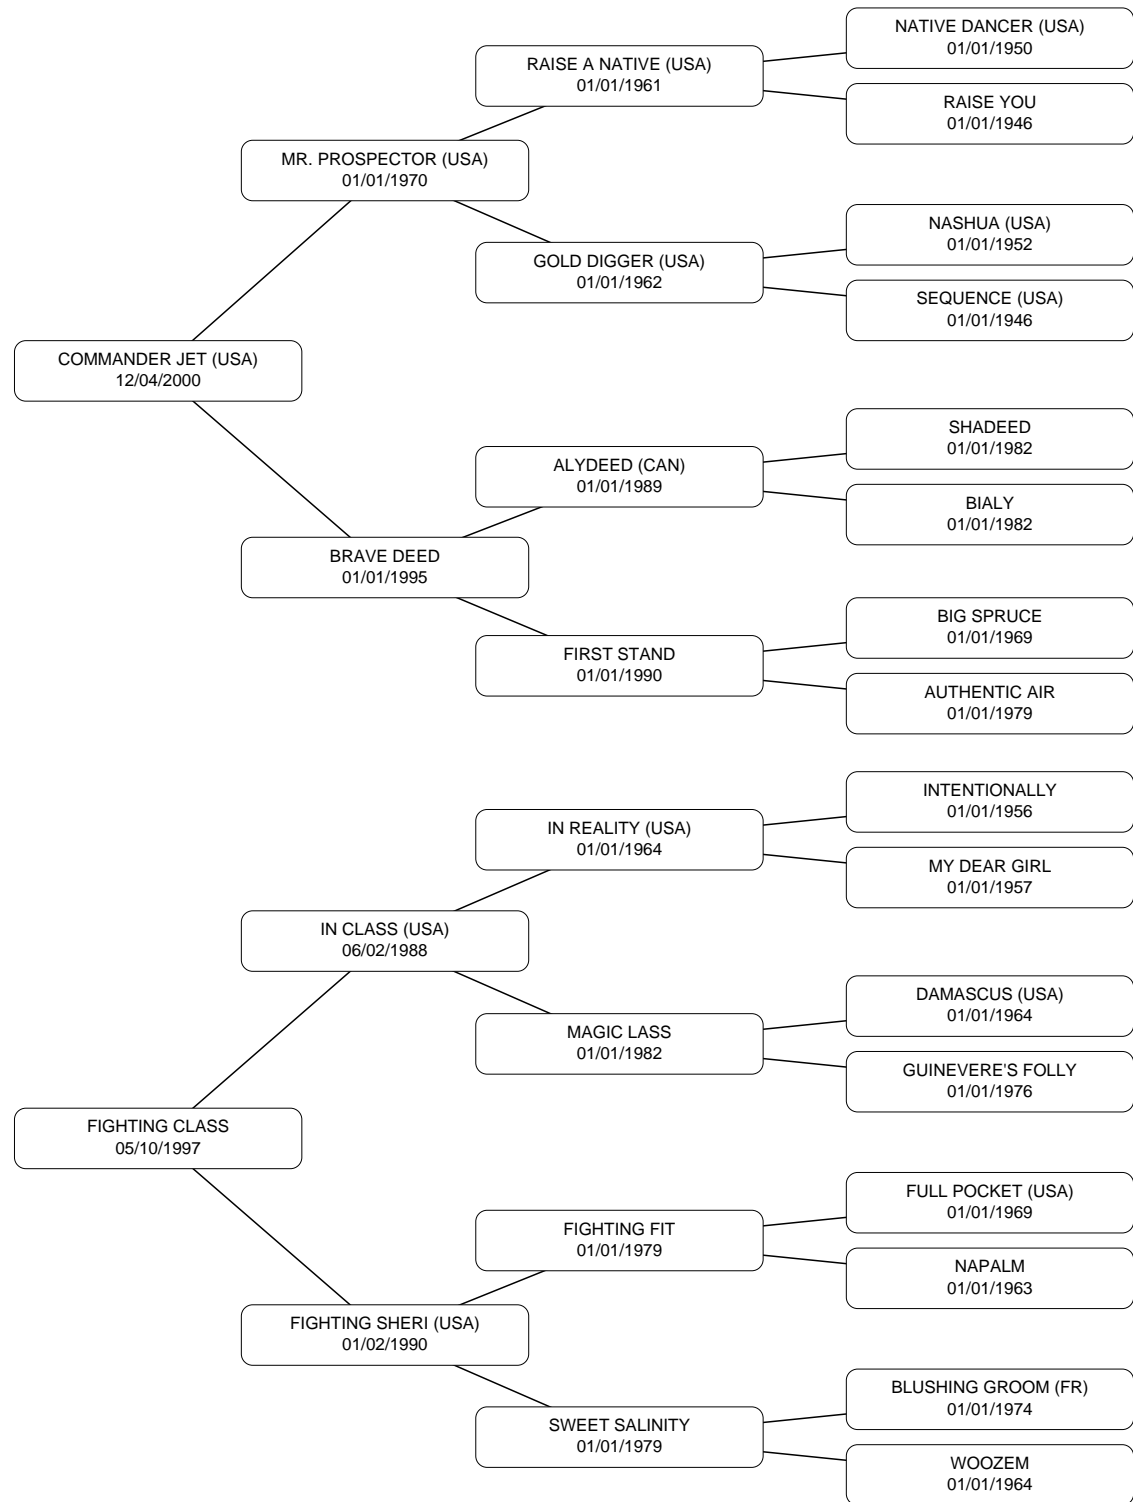 NATIVE DANCER (USA)
01/01/1950
RAISE A NATIVE (USA)
01/01/1961
RAISE YOU
01/01/1946
MR. PROSPECTOR (USA)
01/01/1970
NASHUA (USA)
01/01/1952
GOLD DIGGER (USA)
01/01/1962
SEQUENCE (USA)
01/01/1946
COMMANDER JET (USA)
12/04/2000
SHADEED
01/01/1982
ALYDEED (CAN)
01/01/1989
BIALY
01/01/1982
BRAVE DEED
01/01/1995
BIG SPRUCE
01/01/1969
FIRST STAND
01/01/1990
AUTHENTIC AIR
01/01/1979
INTENTIONALLY
01/01/1956
IN REALITY (USA)
01/01/1964
MY DEAR GIRL
01/01/1957
IN CLASS (USA)
06/02/1988
DAMASCUS (USA)
01/01/1964
MAGIC LASS
01/01/1982
GUINEVERE'S FOLLY
01/01/1976
FIGHTING CLASS
05/10/1997
FULL POCKET (USA)
01/01/1969
FIGHTING FIT
01/01/1979
NAPALM
01/01/1963
FIGHTING SHERI (USA)
01/02/1990
BLUSHING GROOM (FR)
01/01/1974
SWEET SALINITY
01/01/1979
WOOZEM
01/01/1964